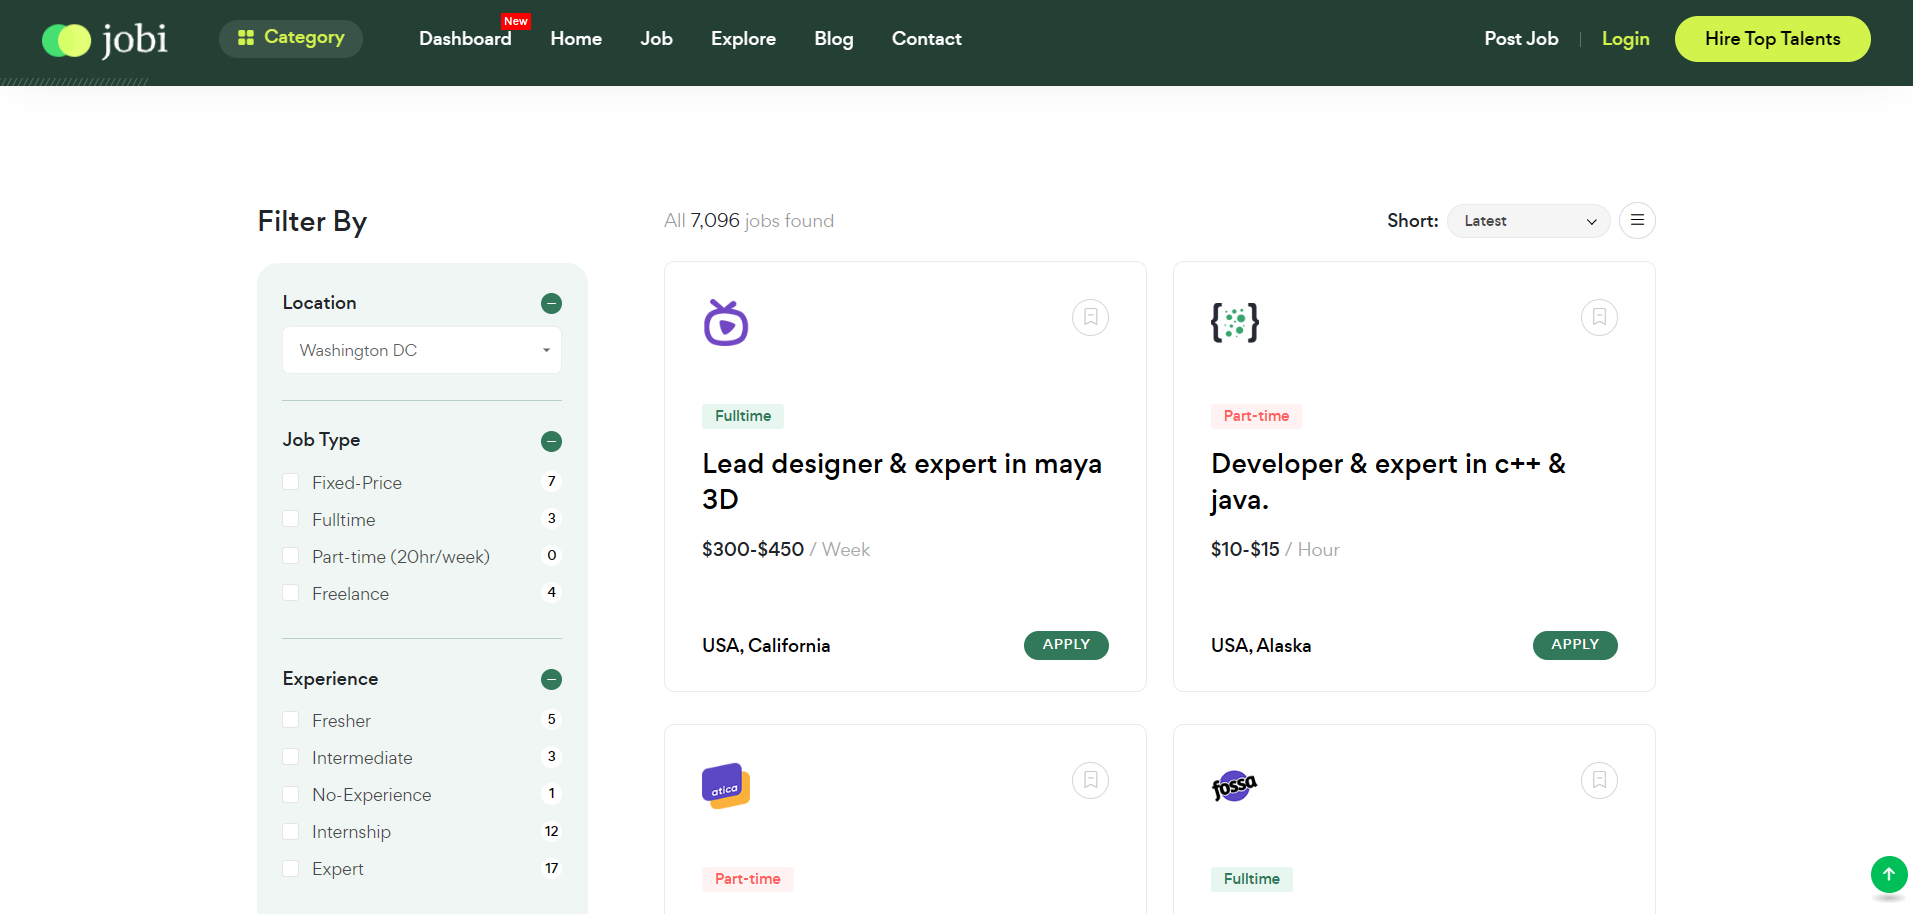 jobi
Category
Dashboard
New
Home
Job
Explore
Blog
Contact
Post Job
Login
Hire Top Talents
Filter By
Location
Washington DC
Job Type
Fixed-Price 7
Fulltime 3
Part-time (20hr/week) 0
Freelance 4
Experience
Fresher 5
Intermediate 3
No-Experience 1
Internship 12
Expert 17
All 7,096 jobs found
Short: Latest
Fulltime
Lead designer & expert in maya
3D
$300-$450 / Week
USA, California
APPLY
Part-time
Developer & expert in c++ &
java.
$10-$15 / Hour
USA, Alaska
APPLY
atica
Part-time
fossa
Fulltime